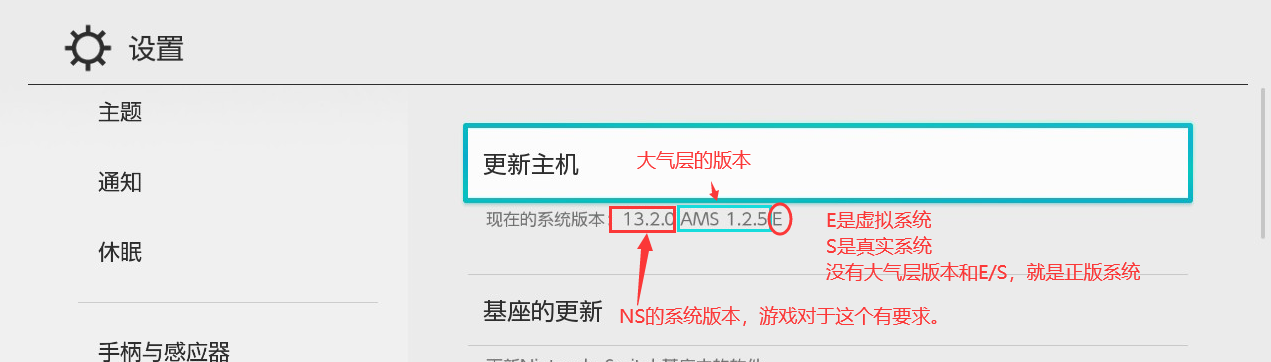 设置
主题
通知
休眠
手柄与感应器
更新主机
大气层的版本
现在的系统版本: 13.2.0 AMS 1.2.5 E
E是虚拟系统
S是真实系统
没有大气层版本和E/S，就是正版系统
基座的更新
NS的系统版本，游戏对于这个有要求。